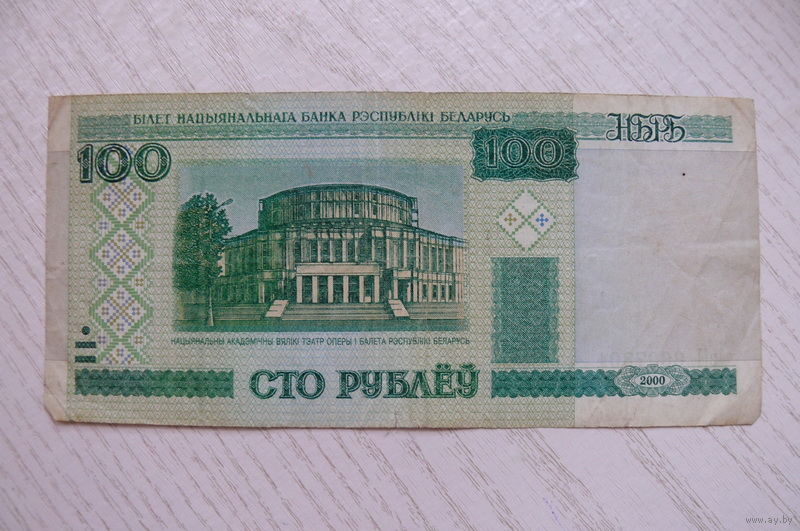 БІЛЕТ НАЦЫЯНАЛЬНАГА БАНКА РЭСПУБЛІКІ БЕЛАРУСЬ
НБРБ
100
100
НАЦЫЯНАЛЬНЫ АКАДЭМІЧНЫ ВЯЛІКІ ТЭАТР ОПЕРЫ І БАЛЕТА РЭСПУБЛІКІ БЕЛАРУСЬ
СТО РУБЛЁЎ
2000
www.ay.by